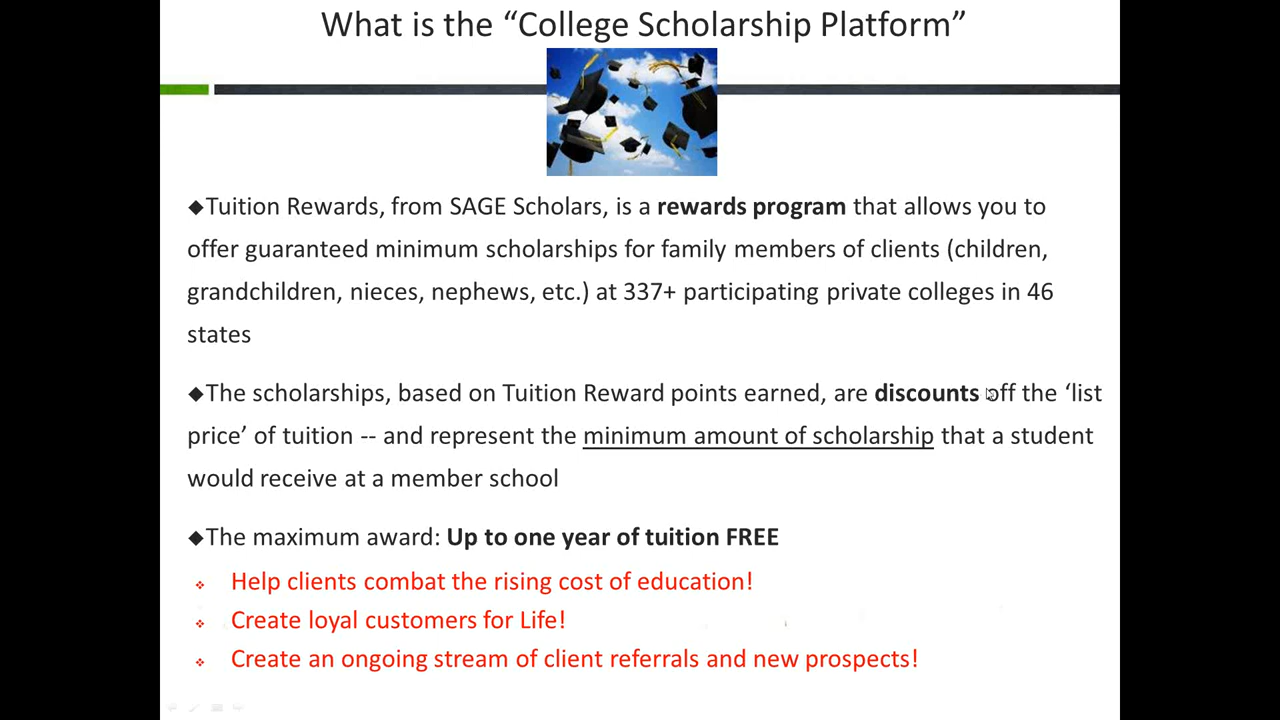 What is the “College Scholarship Platform”
◆Tuition Rewards, from SAGE Scholars, is a rewards program that allows you to
offer guaranteed minimum scholarships for family members of clients (children,
grandchildren, nieces, nephews, etc.) at 337+ participating private colleges in 46
states
◆The scholarships, based on Tuition Reward points earned, are discounts off the ‘list
price’ of tuition -- and represent the minimum amount of scholarship that a student
would receive at a member school
◆The maximum award: Up to one year of tuition FREE
❖ Help clients combat the rising cost of education!
❖ Create loyal customers for Life!
❖ Create an ongoing stream of client referrals and new prospects!